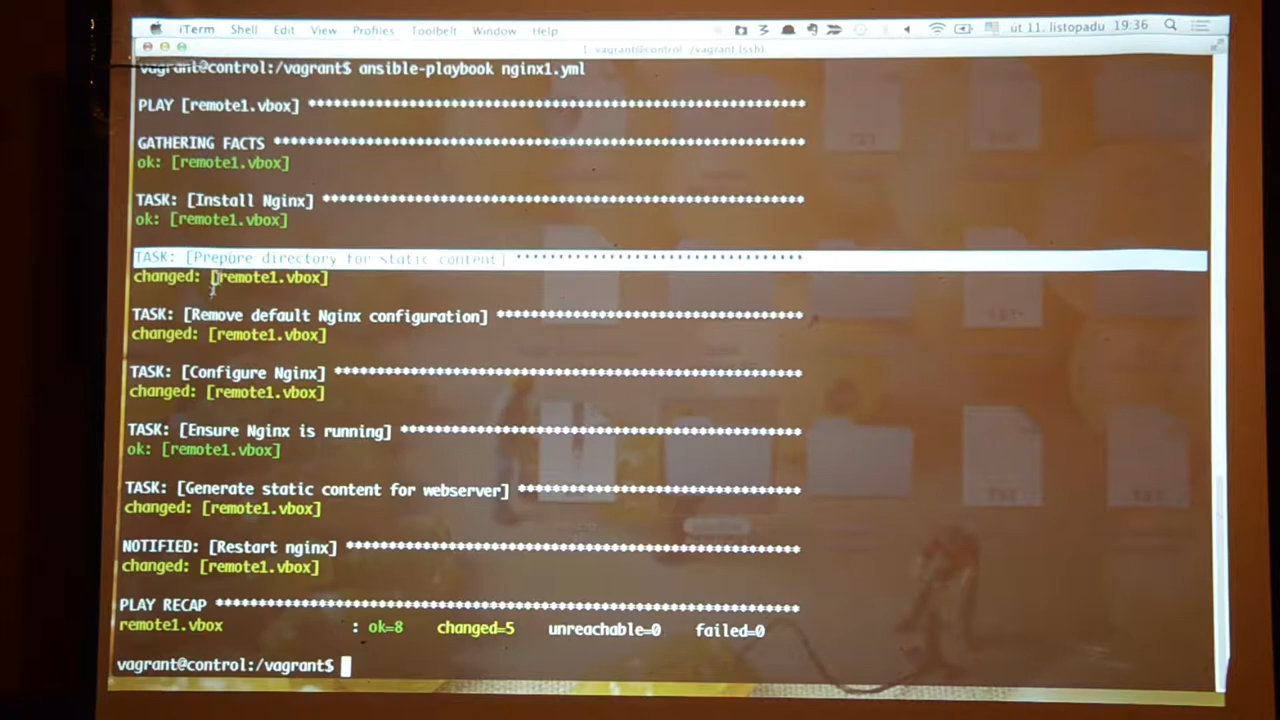 iTerm Shell Edit View Profiles Toolbelt Window Help út 11. listopadu 19:36
1. vagrant@control: /vagrant (ssh)
vagrant@control:/vagrant$ ansible-playbook nginx1.yml
PLAY [remote1.vbox] *********************************************************
GATHERING FACTS *************************************************************
ok: [remote1.vbox]
TASK: [Install Nginx] *******************************************************
ok: [remote1.vbox]
TASK: [Prepare directory for static content] *********************************
changed: [remote1.vbox]
TASK: [Remove default Nginx configuration] ***********************************
changed: [remote1.vbox]
TASK: [Configure Nginx] *****************************************************
changed: [remote1.vbox]
TASK: [Ensure Nginx is running] *********************************************
ok: [remote1.vbox]
TASK: [Generate static content for webserver] ********************************
changed: [remote1.vbox]
NOTIFIED: [Restart nginx] ***************************************************
changed: [remote1.vbox]
PLAY RECAP ******************************************************************
remote1.vbox : ok=8 changed=5 unreachable=0 failed=0
vagrant@control:/vagrant$